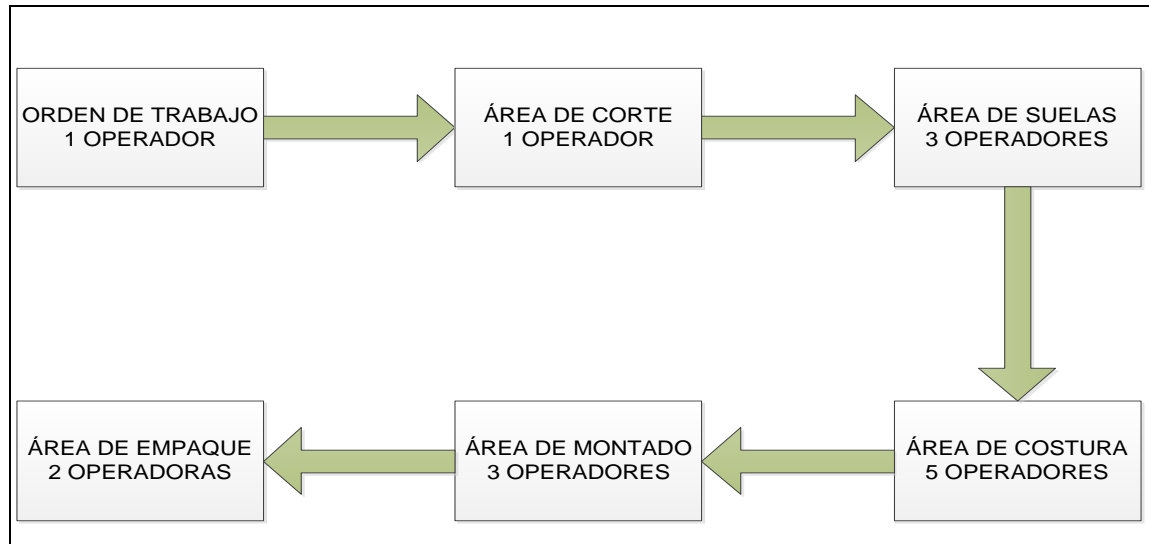 ORDEN DE TRABAJO
1 OPERADOR
ÁREA DE CORTE
1 OPERADOR
ÁREA DE SUELAS
3 OPERADORES
ÁREA DE COSTURA
5 OPERADORES
ÁREA DE MONTADO
3 OPERADORES
ÁREA DE EMPAQUE
2 OPERADORAS